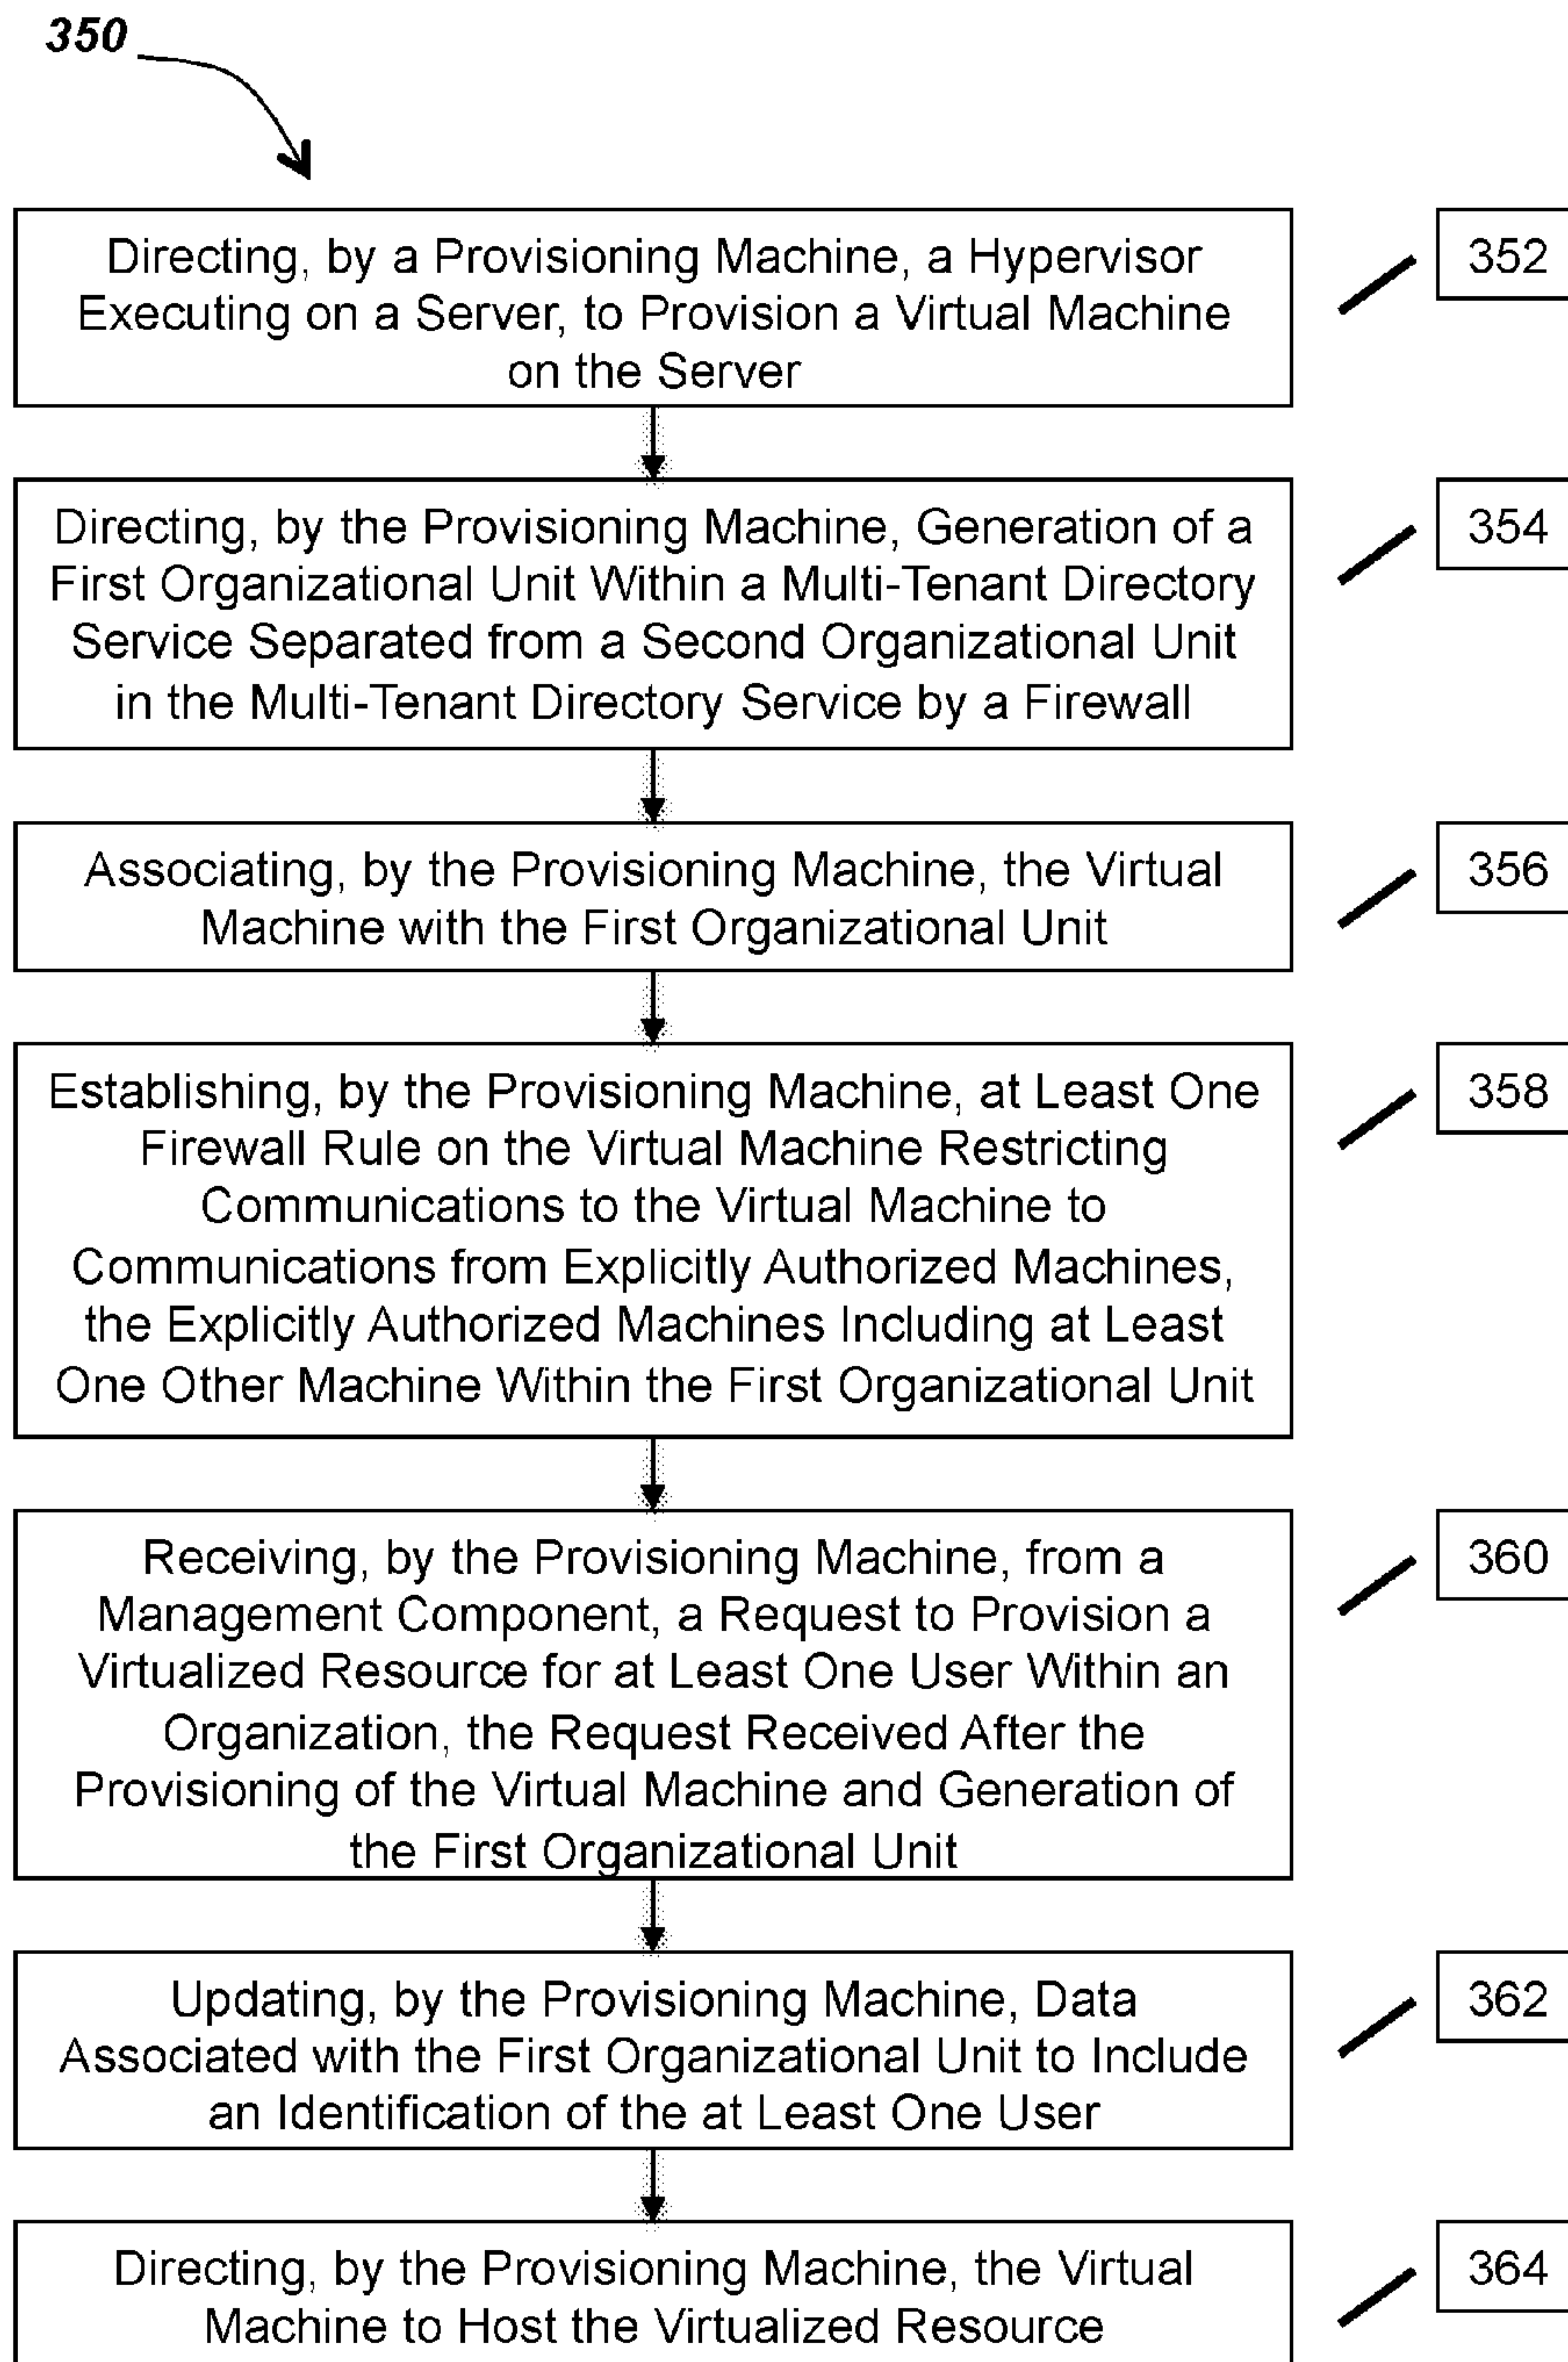 350
Directing, by a Provisioning Machine, a Hypervisor
Executing on a Server, to Provision a Virtual Machine
on the Server
352
Directing, by the Provisioning Machine, Generation of a
First Organizational Unit Within a Multi-Tenant Directory
Service Separated from a Second Organizational Unit
in the Multi-Tenant Directory Service by a Firewall
354
Associating, by the Provisioning Machine, the Virtual
Machine with the First Organizational Unit
356
Establishing, by the Provisioning Machine, at Least One
Firewall Rule on the Virtual Machine Restricting
Communications to the Virtual Machine to
Communications from Explicitly Authorized Machines,
the Explicitly Authorized Machines Including at Least
One Other Machine Within the First Organizational Unit
358
Receiving, by the Provisioning Machine, from a
Management Component, a Request to Provision a
Virtualized Resource for at Least One User Within an
Organization, the Request Received After the
Provisioning of the Virtual Machine and Generation of
the First Organizational Unit
360
Updating, by the Provisioning Machine, Data
Associated with the First Organizational Unit to Include
an Identification of the at Least One User
362
Directing, by the Provisioning Machine, the Virtual
Machine to Host the Virtualized Resource
364